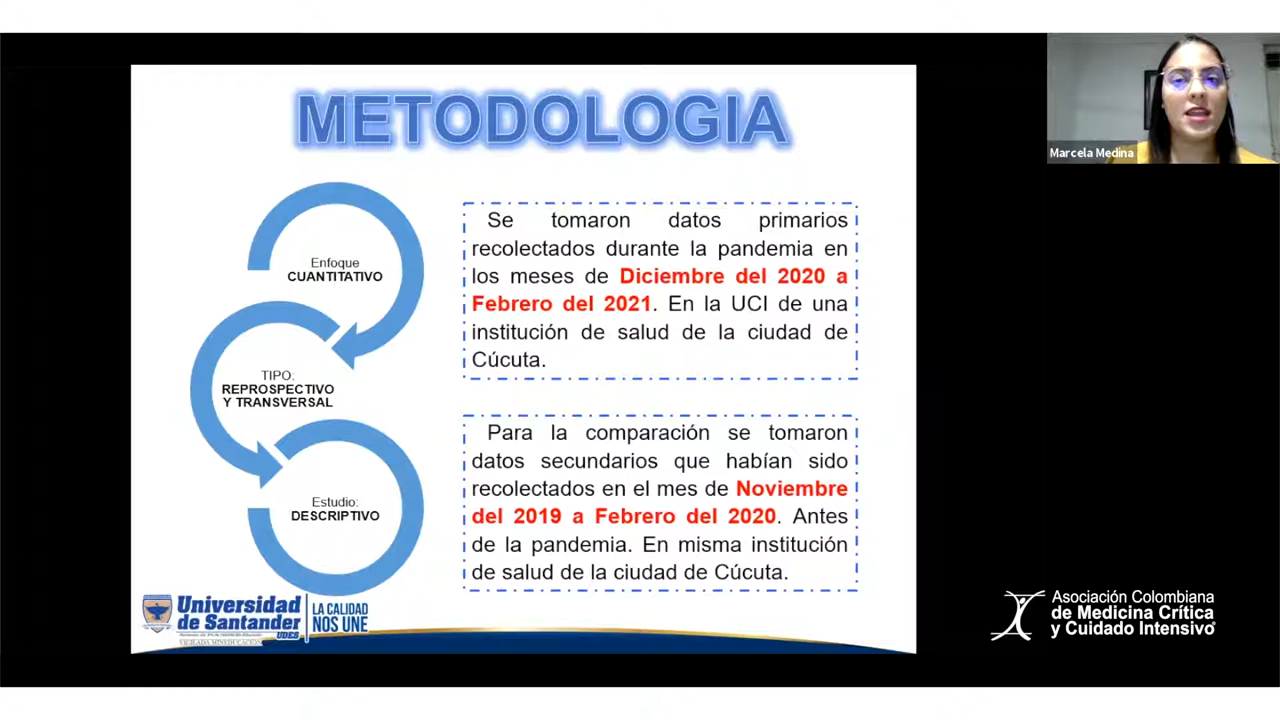 METODOLOGIA
Marcela Medina
Enfoque
CUANTITATIVO
TIPO:
REPROSPECTIVO
Y TRANSVERSAL
Estudio:
DESCRIPTIVO
Se tomaron datos primarios
recolectados durante la pandemia en
los meses de Diciembre del 2020 a
Febrero del 2021. En la UCI de una
institución de salud de la ciudad de
Cúcuta.
Para la comparación se tomaron
datos secundarios que habían sido
recolectados en el mes de Noviembre
del 2019 a Febrero del 2020. Antes
de la pandemia. En misma institución
de salud de la ciudad de Cúcuta.
Universidad
de Santander
UDES
VIGILADA MINEDUCACIÓN
LA CALIDAD
NOS UNE
Asociación Colombiana
de Medicina Crítica
y Cuidado Intensivo